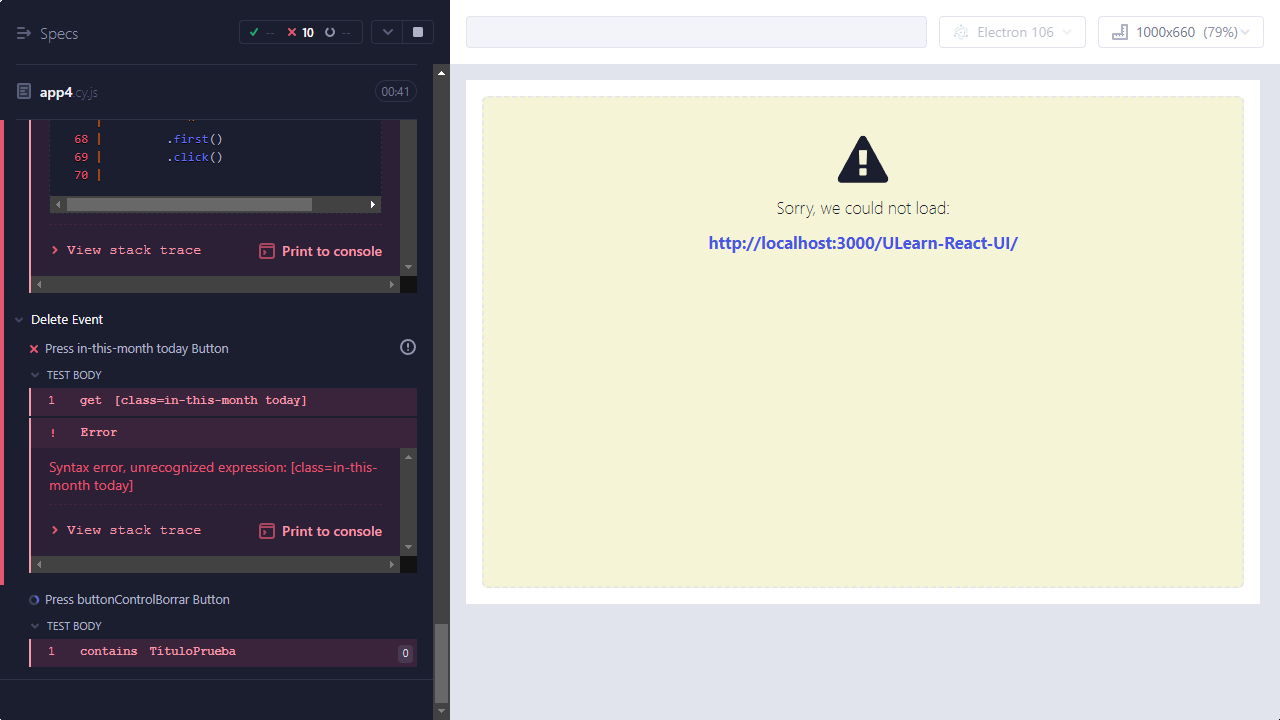 Specs
-- 10 --
app4.cy.js
00:41
68 | .first()
69 | .click()
70 |
View stack trace
Print to console
Delete Event
Press in-this-month today Button
TEST BODY
1 get [class=in-this-month today]
! Error
Syntax error, unrecognized expression: [class=in-this-
month today]
View stack trace
Print to console
Press buttonControlBorrar Button
TEST BODY
1 contains TítuloPrueba 0
Electron 106
1000x660 (79%)
Sorry, we could not load:
http://localhost:3000/ULearn-React-UI/